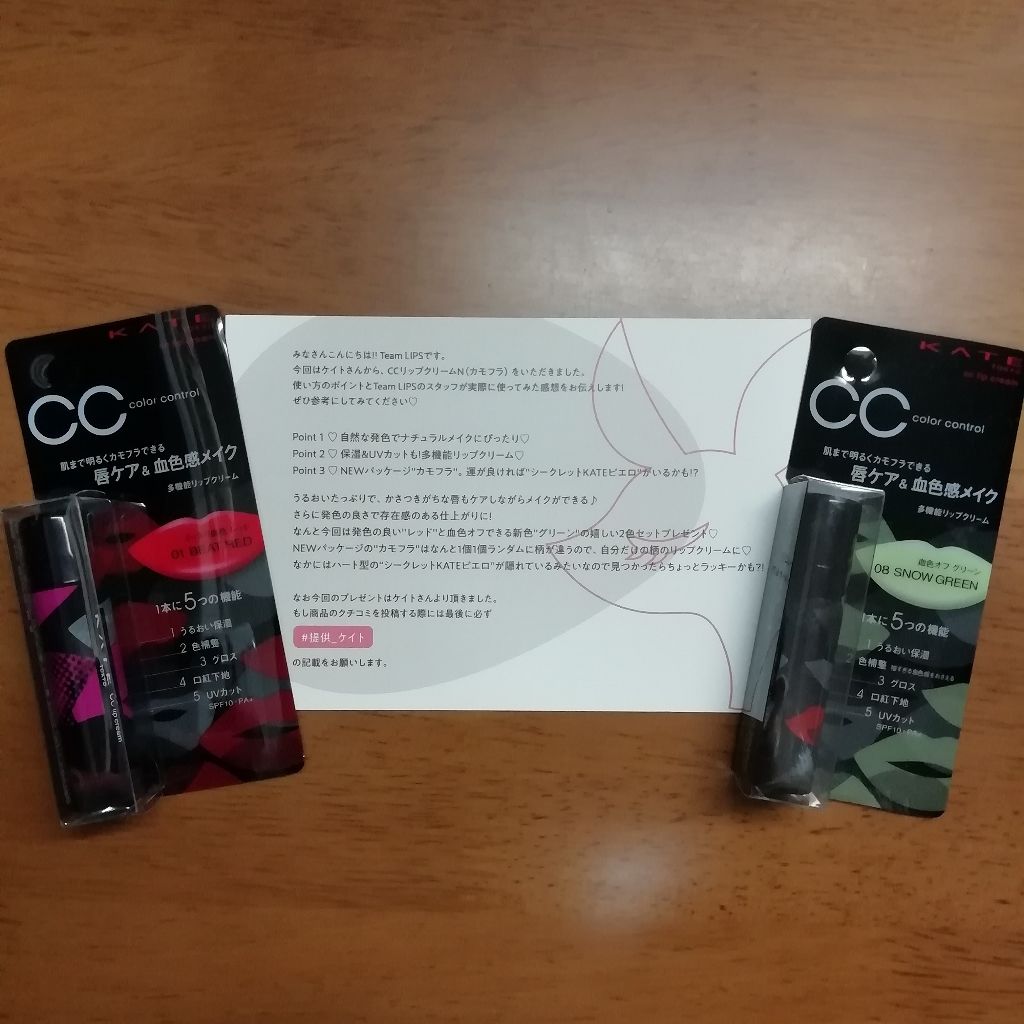 KATE
CC color control
肌まで明るくカモフラできる
唇ケア&血色感メイク
多機能リップクリーム
01 BEAT RED
1本に5つの機能
1 うるおい保湿
2 色補整
3 グロス
4 口紅下地
5 UVカット
SPF10・PA+
KATE
TOKYO
CC lip cream
みなさんこんにちは!! Team LIPSです。
今回はケイトさんから、CCリップクリームN(カモフラ) をいただきました。
使い方のポイントとTeam LIPSのスタッフが実際に使ってみた感想をお伝えします!
ぜひ参考にしてみてください♡
Point 1 ♡ 自然な発色でナチュラルメイクにぴったり♡
Point 2 ♡ 保湿&UVカットも!多機能リップクリーム♡
Point 3 ♡ NEWパッケージ"カモフラ"。運が良ければ"シークレットKATEピエロ"がいるかも!?
うるおいたっぷりで、かさつきがちな唇もケアしながらメイクができる♪
さらに発色の良さで存在感のある仕上がりに!
なんと今回は発色の良い"レッド"と血色オフできる新色"グリーン"の嬉しい2色セットプレゼント♡
NEWパッケージの"カモフラ"はなんと1個1個ランダムに柄が違うので、自分だけの柄のリップクリームに♡
なかにはハート型の"シークレットKATEピエロ"が隠れているみたいなので見つかったらちょっとラッキーかも?!
なお今回のプレゼントはケイトさんより頂きました。
もし商品のクチコミを投稿する際には最後に必ず
#提供_ケイト
の記載をお願いします。
KATE
TOKYO
cc lip cream
CC color control
肌まで明るくカモフラできる
唇ケア&血色感メイク
多機能リップクリーム
血色オフ グリーン
08 SNOW GREEN
1本に5つの機能
1 うるおい保湿
2 色補整 暗すぎる血色感をおさえる
3 グロス
4 口紅下地
5 UVカット
SPF10・PA+